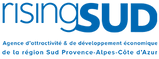 risingSUD
Agence d'attractivité & de développement économique
de la région Sud Provence-Alpes-Côte d'Azur